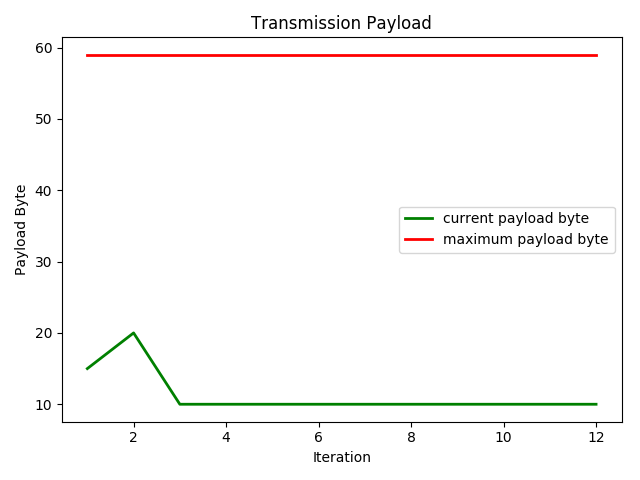 Transmission Payload
60
50
40
30
20
10
Payload Byte
current payload byte
maximum payload byte
2 4 6 8 10 12
Iteration